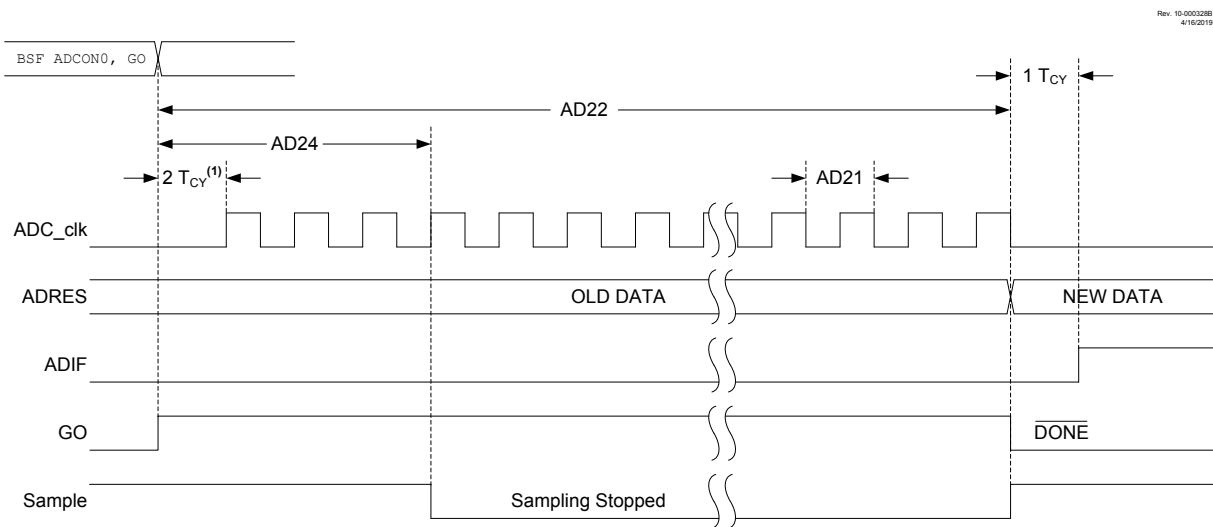 Rev. 10-000328B
4/16/2019
BSF ADCON0, GO
1 TCY
AD22
AD24
2 TCY(1)
AD21
ADC_clk
ADRES
OLD DATA
NEW DATA
ADIF
GO
DONE
Sample
Sampling Stopped